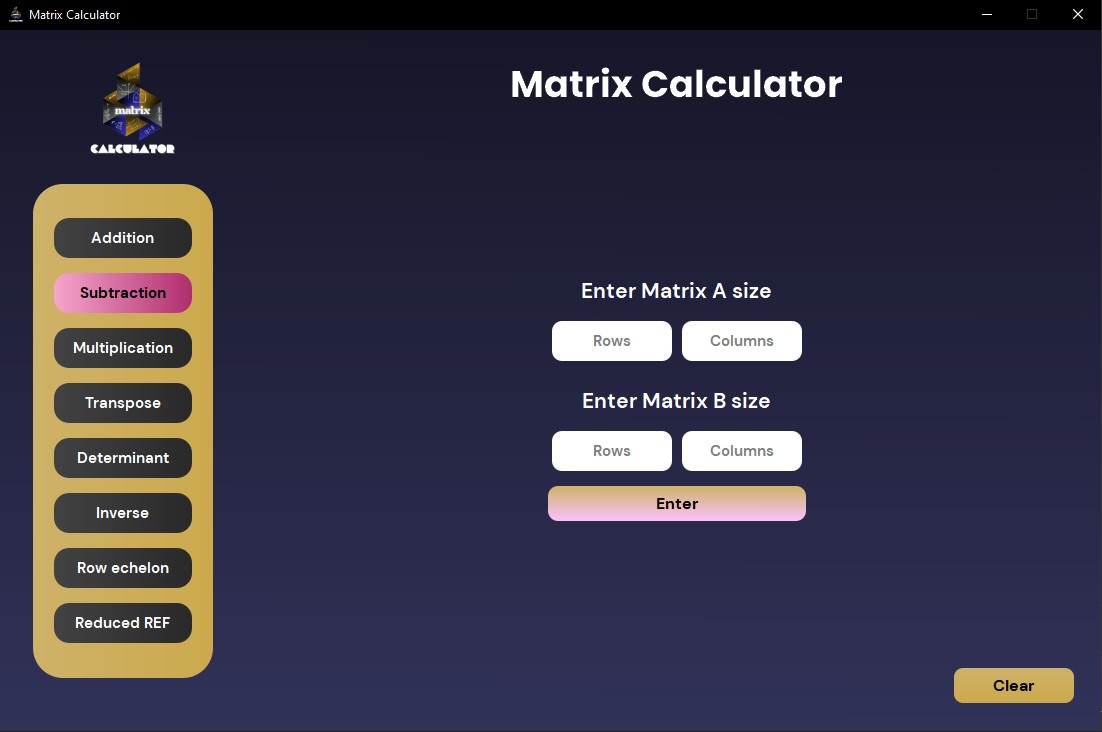 Matrix Calculator
matrix
CALCULATOR
Matrix Calculator
Addition
Subtraction
Multiplication
Transpose
Determinant
Inverse
Row echelon
Reduced REF
Enter Matrix A size
Rows Columns
Enter Matrix B size
Rows Columns
Enter
Clear